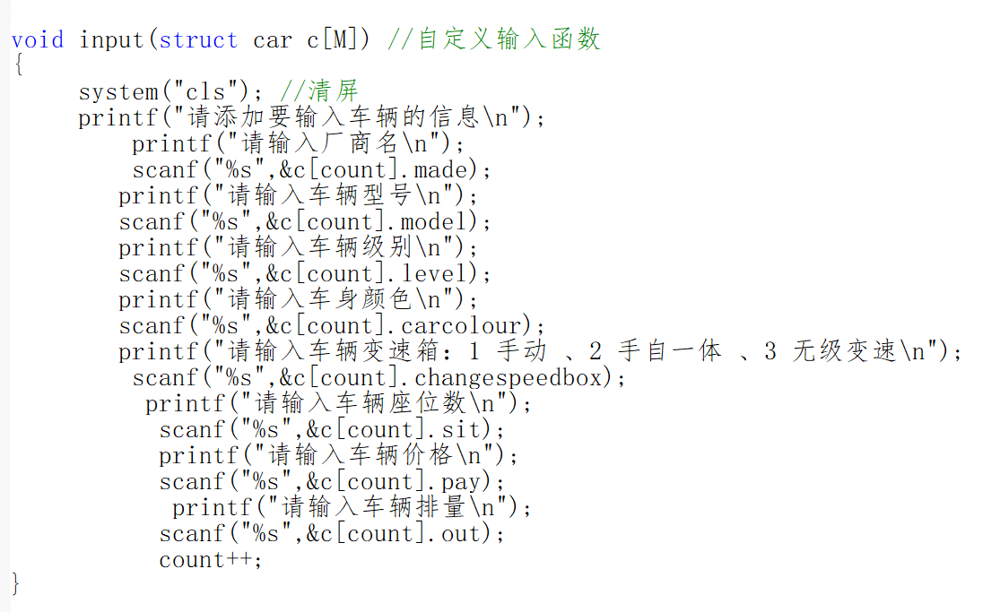 void input(struct car c[M]) //自定义输入函数
{
system("cls"); //清屏
printf("请添加要输入车辆的信息\n");
printf("请输入厂商名\n");
scanf("%s",&c[count].made);
printf("请输入车辆型号\n");
scanf("%s",&c[count].model);
printf("请输入车辆级别\n");
scanf("%s",&c[count].level);
printf("请输入车身颜色\n");
scanf("%s",&c[count].carcolour);
printf("请输入车辆变速箱：1 手动 、2 手自一体 、3 无级变速\n");
scanf("%s",&c[count].changespeedbox);
printf("请输入车辆座位数\n");
scanf("%s",&c[count].sit);
printf("请输入车辆价格\n");
scanf("%s",&c[count].pay);
printf("请输入车辆排量\n");
scanf("%s",&c[count].out);
count++;
}